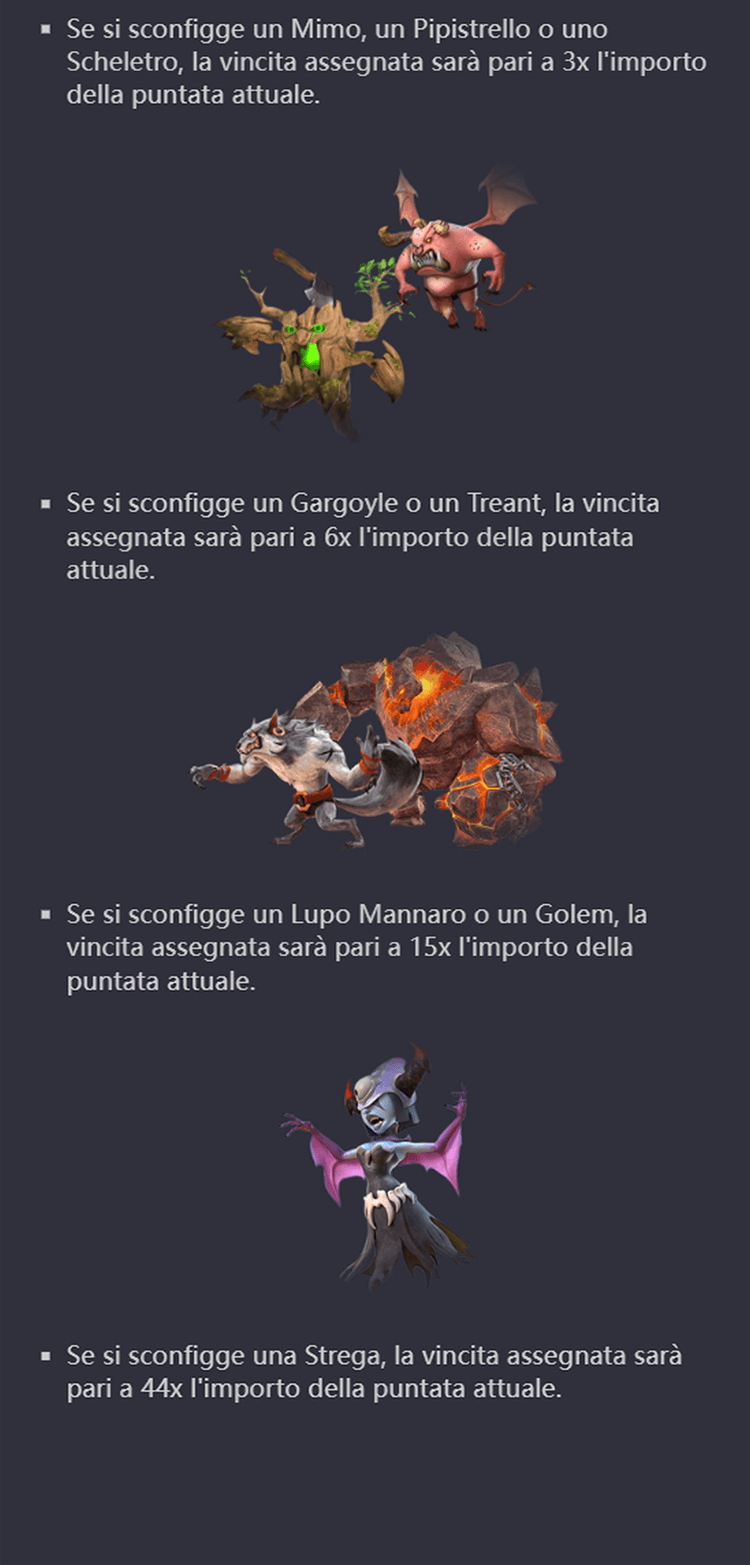 ▪ Se si sconfigge un Mimo, un Pipistrello o uno
Scheletro, la vincita assegnata sarà pari a 3x l'importo
della puntata attuale.
▪ Se si sconfigge un Gargoyle o un Treant, la vincita
assegnata sarà pari a 6x l'importo della puntata
attuale.
▪ Se si sconfigge un Lupo Mannaro o un Golem, la
vincita assegnata sarà pari a 15x l'importo della
puntata attuale.
▪ Se si sconfigge una Strega, la vincita assegnata sarà
pari a 44x l'importo della puntata attuale.